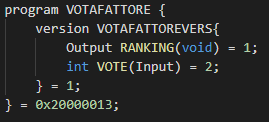 program VOTAFATTORE {
    version VOTAFATTOREVERS{
        Output RANKING(void) = 1;
        int VOTE(Input) = 2;
    } = 1;
} = 0x20000013;